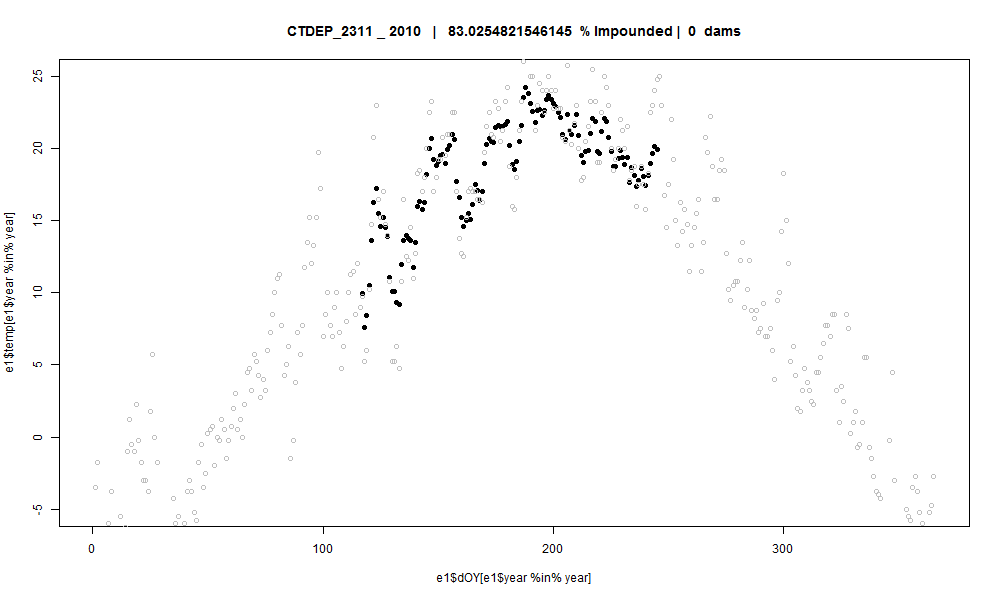 CTDEP_2311 _ 2010 | 83.0254821546145 % Impounded | 0 dams
25
20
15
10
5
0
-5
e1$temp[e1$year %in% year]
0 100 200 300
e1$dOY[e1$year %in% year]